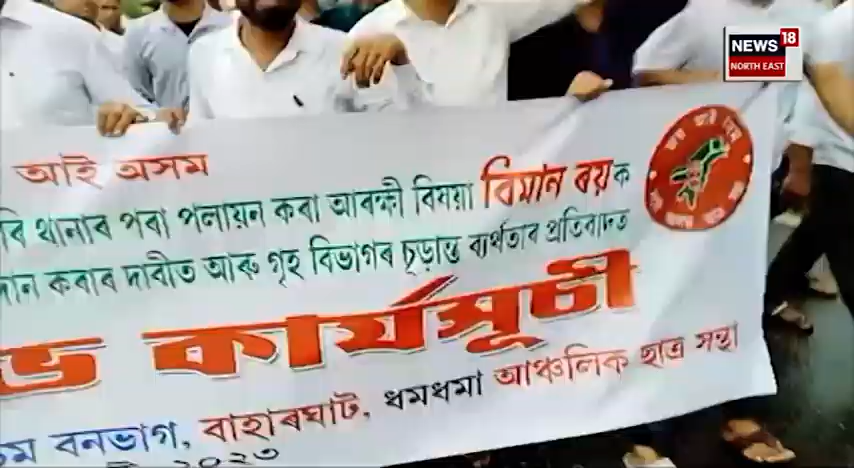 NEWS 18
NORTH EAST
আই অসম
ৰি থানাৰ পৰা পলায়ন কৰা আৰক্ষী বিষয়া বিমান ৰয়ক
দান কৰাৰ দাবীত আৰু গৃহ বিভাগৰ চূড়ান্ত ব্যৰ্থতাৰ প্ৰতিবাদত
কাৰ্যসূচী
বনভাগ, বাহাৰঘাট, ধমধমা আঞ্চলিক ছাত্ৰ সন্থা
২০২৩